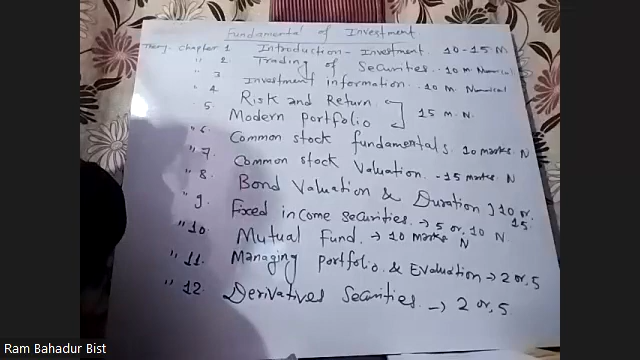 Fundamental of Investment
Theory. Chapter 1 Introduction - Investment. 10 - 15 M.
" 2. Trading of Securities.. 10 m. Numerical
" 3 Investment information. 10 m Numerical
" 4. Risk and Return
" 5. Modern portfolio ] 15 M. N.
" 6. Common stock fundamentals. 10 marks. N
" 7. Common stock Valuation. - 15 marks N
" 8 Bond Valuation & Duration } 10 or 15
" 9. Fixed income securities. → 5 or, 10 N.
" 10. Mutual Fund. → 10 marks N
" 11. Managing portfolio & Evaluation → 2 or, 5
" 12. Derivatives Securities → 2 or, 5.
Ram Bahadur Bist